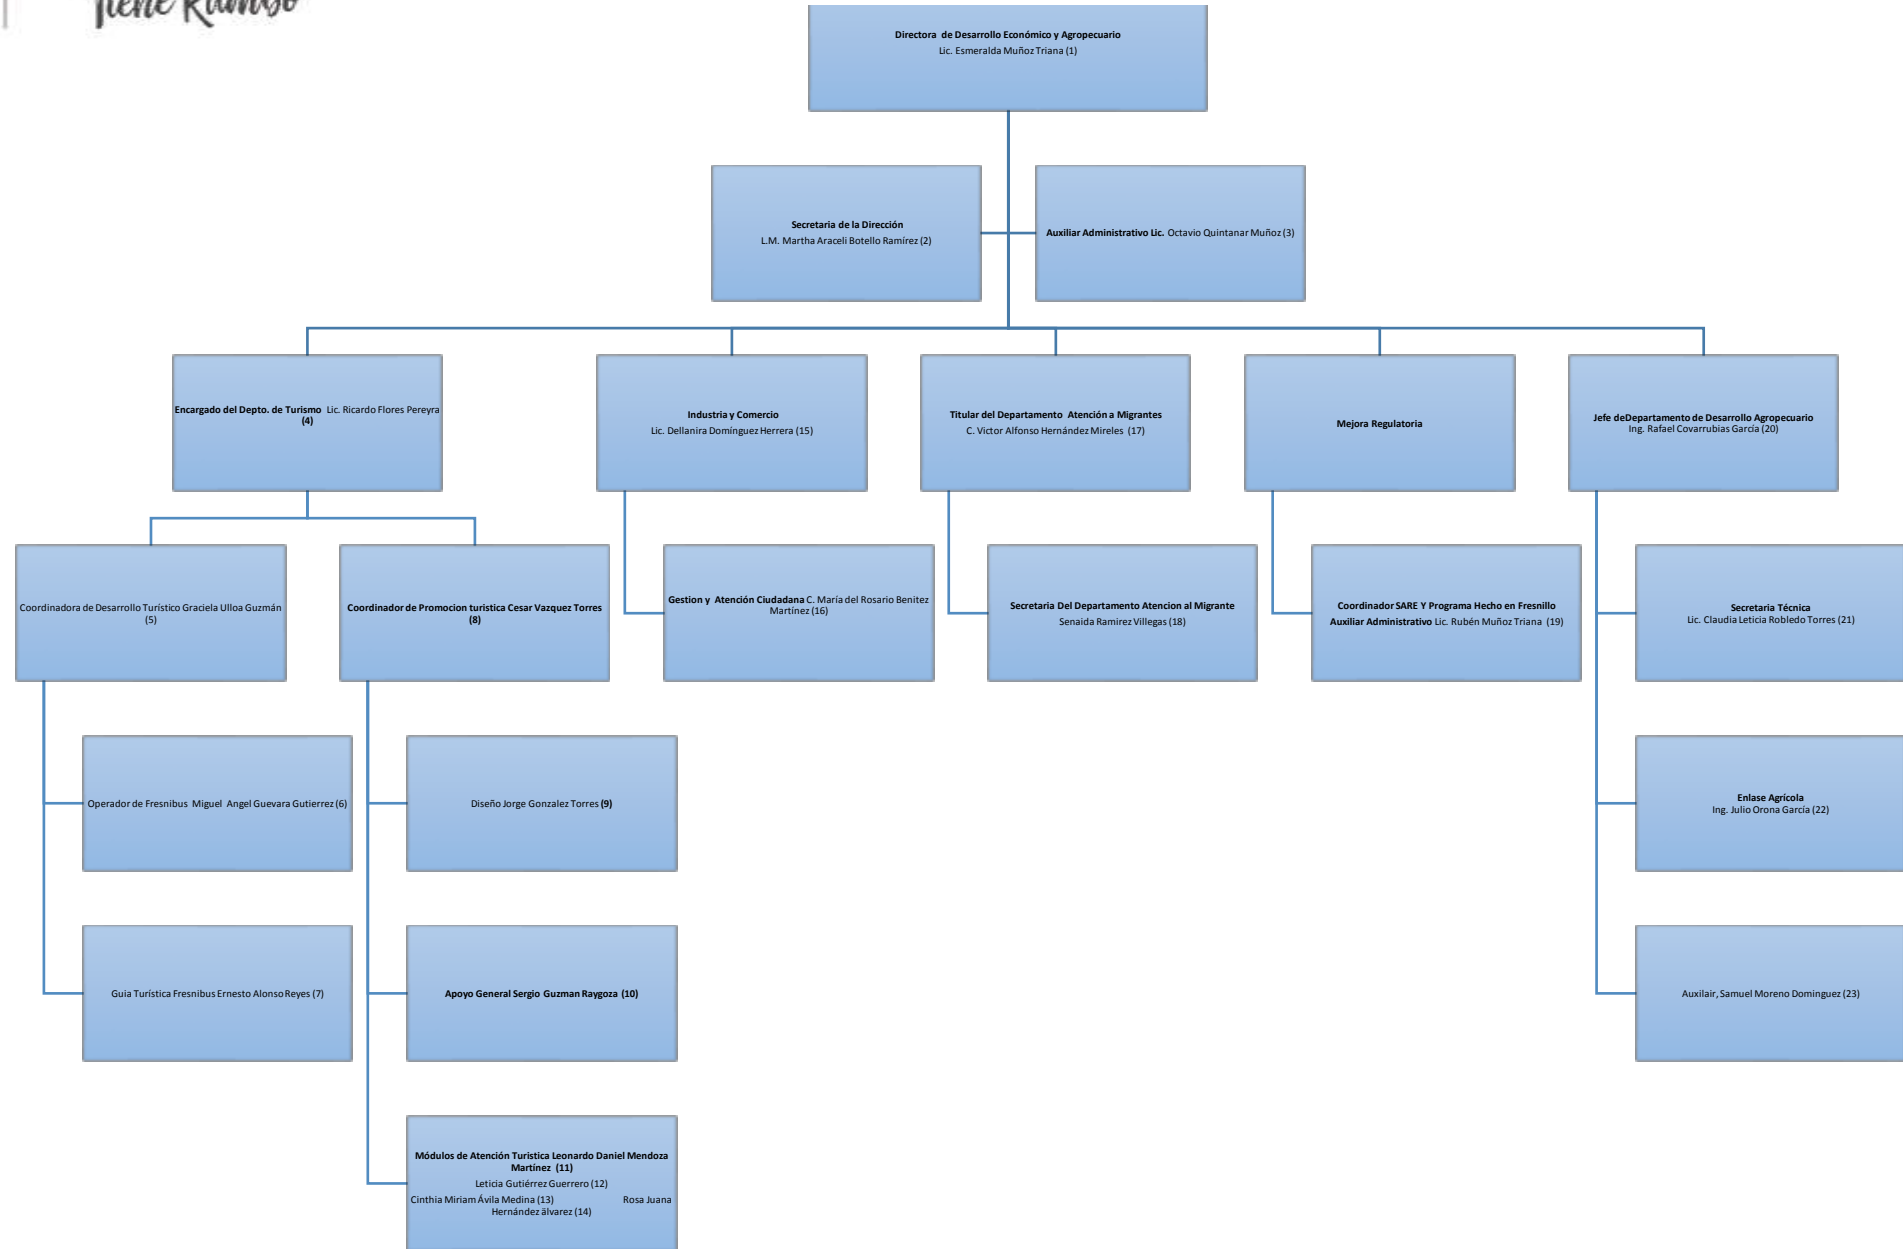 Tiene Rumbo
Directora de Desarrollo Económico y Agropecuario
Lic. Esmeralda Muñoz Triana (1)
Secretaria de la Dirección
L.M. Martha Araceli Botello Ramírez (2)
Auxiliar Administrativo Lic. Octavio Quintanar Muñoz (3)
Encargado del Depto. de Turismo Lic. Ricardo Flores Pereyra
(4)
Industria y Comercio
Lic. Dellanira Domínguez Herrera (15)
Titular del Departamento Atención a Migrantes
C. Victor Alfonso Hernández Mireles (17)
Mejora Regulatoria
Jefe deDepartamento de Desarrollo Agropecuario
Ing. Rafael Covarrubias García (20)
Coordinadora de Desarrollo Turístico Graciela Ulloa Guzmán
(5)
Coordinador de Promocion turistica Cesar Vazquez Torres
(8)
Gestion y Atención Ciudadana C. María del Rosario Benitez
Martínez (16)
Secretaria Del Departamento Atencion al Migrante
Senaida Ramirez Villegas (18)
Coordinador SARE Y Programa Hecho en Fresnillo
Auxiliar Administrativo Lic. Rubén Muñoz Triana (19)
Secretaria Técnica
Lic. Claudia Leticia Robledo Torres (21)
Operador de Fresnibus Miguel Angel Guevara Gutierrez (6)
Diseño Jorge Gonzalez Torres (9)
Enlase Agrícola
Ing. Julio Orona García (22)
Guia Turística Fresnibus Ernesto Alonso Reyes (7)
Apoyo General Sergio Guzman Raygoza (10)
Auxilair, Samuel Moreno Dominguez (23)
Módulos de Atención Turistica Leonardo Daniel Mendoza
Martínez (11)
Leticia Gutiérrez Guerrero (12)
Cinthia Miriam Ávila Medina (13) Rosa Juana
Hernández älvarez (14)